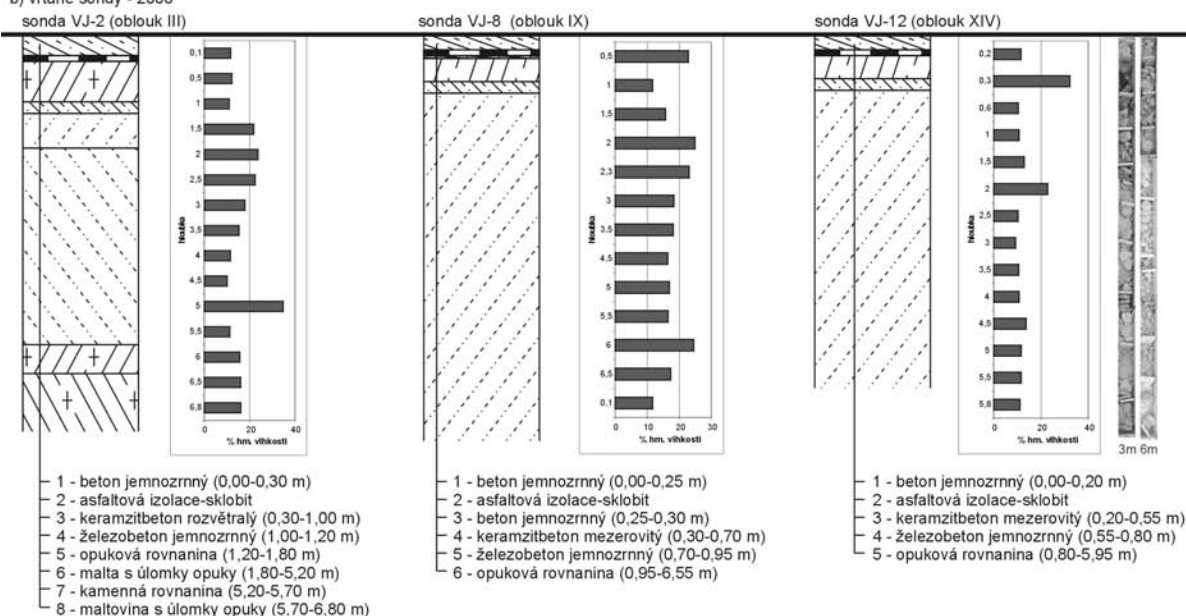 b) vrtané sondy - 2000
sonda VJ-2 (oblouk III)
sonda VJ-8 (oblouk IX)
sonda VJ-12 (oblouk XIV)
0,1
0,5
1
1,5
2
2,5
3
3,5
4
4,5
5
5,5
6
6,5
6,8
hloubka
0 20 40
% hm. vlhkosti
0,5
1
1,5
2
2,3
3
3,5
4,5
5
5,5
6
6,5
0,1
hloubka
0 10 20 30
% hm. vlhkosti
0,2
0,3
0,6
1
1,5
2
2,5
3
3,5
4
4,5
5
5,5
5,8
hloubka
0 20 40
% hm. vlhkosti
3m 6m
1 - beton jemnozrnný (0,00-0,30 m)
2 - asfaltová izolace-sklobit
3 - keramzitbeton rozvětralý (0,30-1,00 m)
4 - železobeton jemnozrnný (1,00-1,20 m)
5 - opuková rovnanina (1,20-1,80 m)
6 - malta s úlomky opuky (1,80-5,20 m)
7 - kamenná rovnanina (5,20-5,70 m)
8 - maltovina s úlomky opuky (5,70-6,80 m)
1 - beton jemnozrnný (0,00-0,25 m)
2 - asfaltová izolace-sklobit
3 - beton jemnozrnný (0,25-0,30 m)
4 - keramzitbeton mezerovitý (0,30-0,70 m)
5 - železobeton jemnozrnný (0,70-0,95 m)
6 - opuková rovnanina (0,95-6,55 m)
1 - beton jemnozrnný (0,00-0,20 m)
2 - asfaltová izolace-sklobit
3 - keramzitbeton mezerovitý (0,20-0,55 m)
4 - železobeton jemnozrnný (0,55-0,80 m)
5 - opuková rovnanina (0,80-5,95 m)